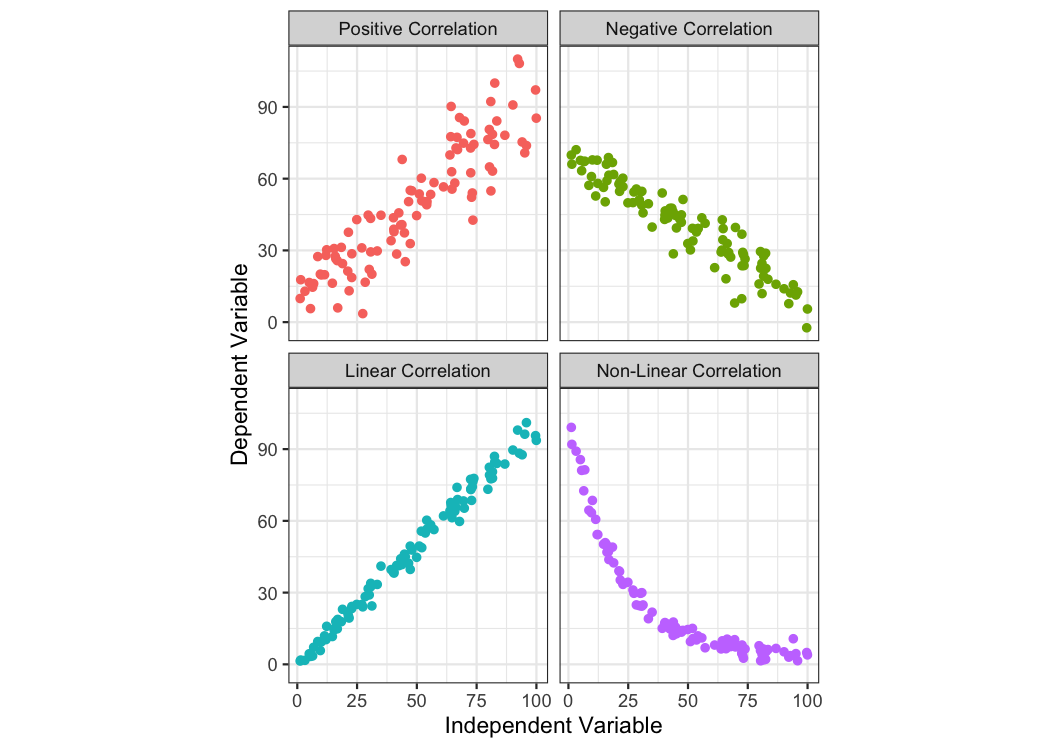 Positive Correlation
Negative Correlation
90
60
30
0
Dependent Variable
Linear Correlation
Non-Linear Correlation
90
60
30
0
0 25 50 75 100
0 25 50 75 100
Independent Variable